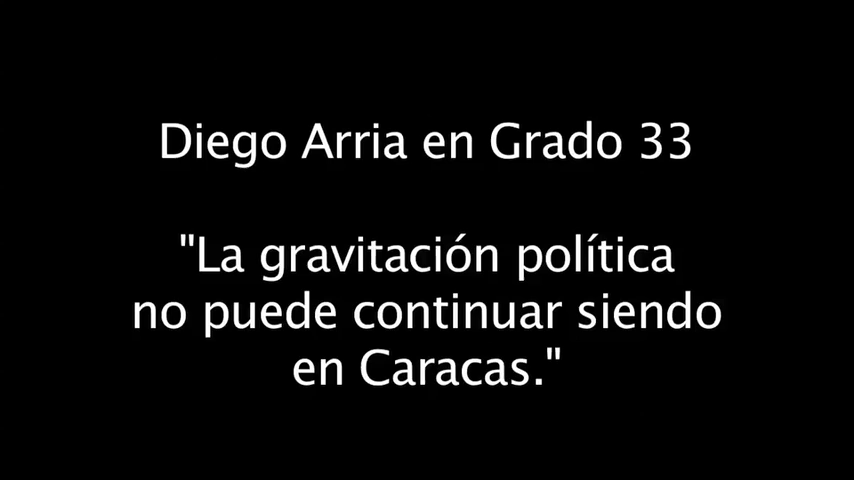 Diego Arria en Grado 33
"La gravitación política
no puede continuar siendo
en Caracas."